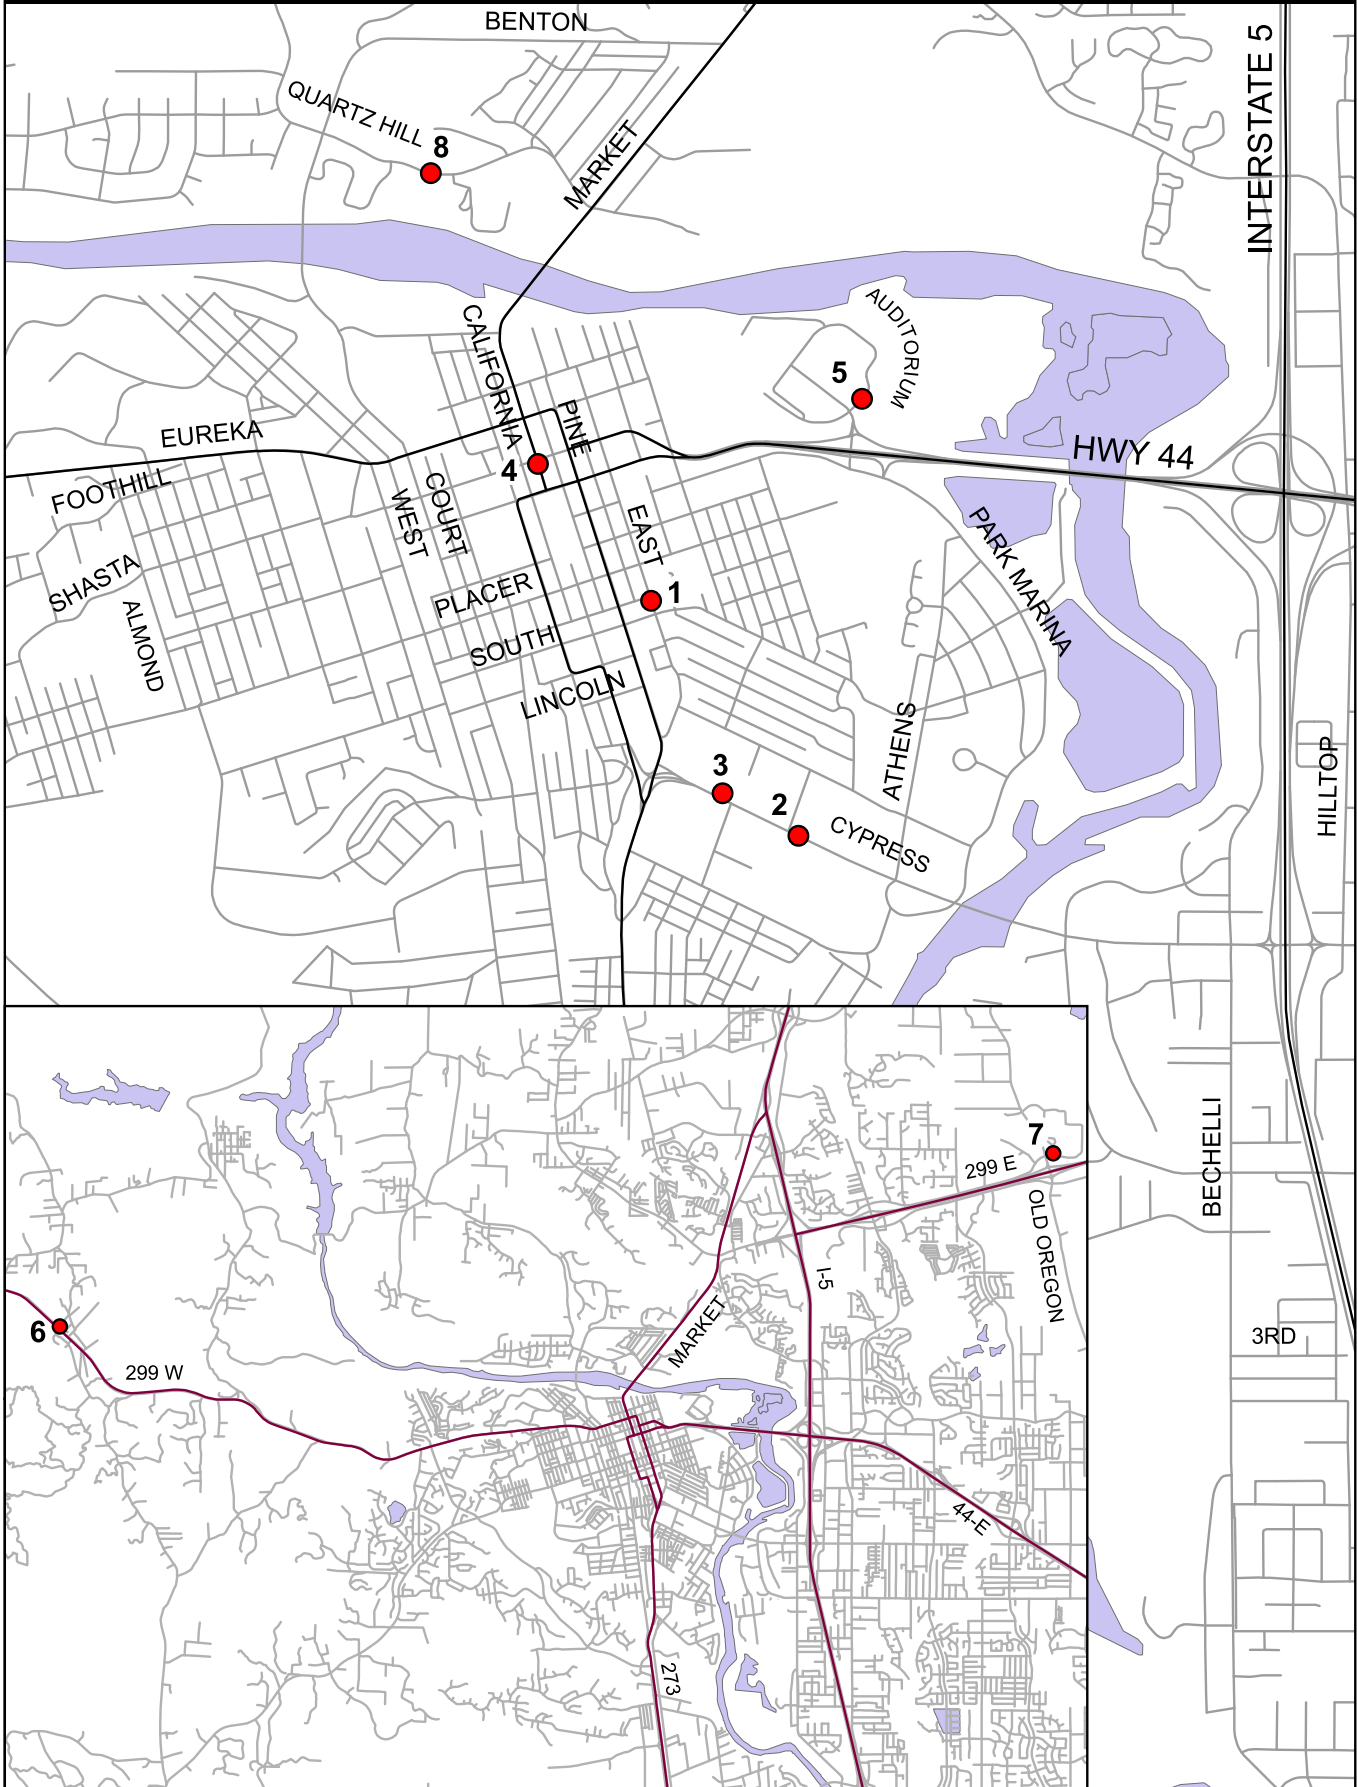 BENTON
INTERSTATE 5
QUARTZ HILL
8
MARKET
AUDITORIUM
CALIFORNIA
5
PINE
EUREKA
HWY 44
4
FOOTHILL
COURT
WEST
EAST
PARK MARINA
SHASTA
PLACER
1
ALMOND
SOUTH
LINCOLN
ATHENS
3
2
CYPRESS
HILLTOP
7
299 E
BECHELLI
OLD OREGON
I-5
6
MARKET
3RD
299 W
44-E
273